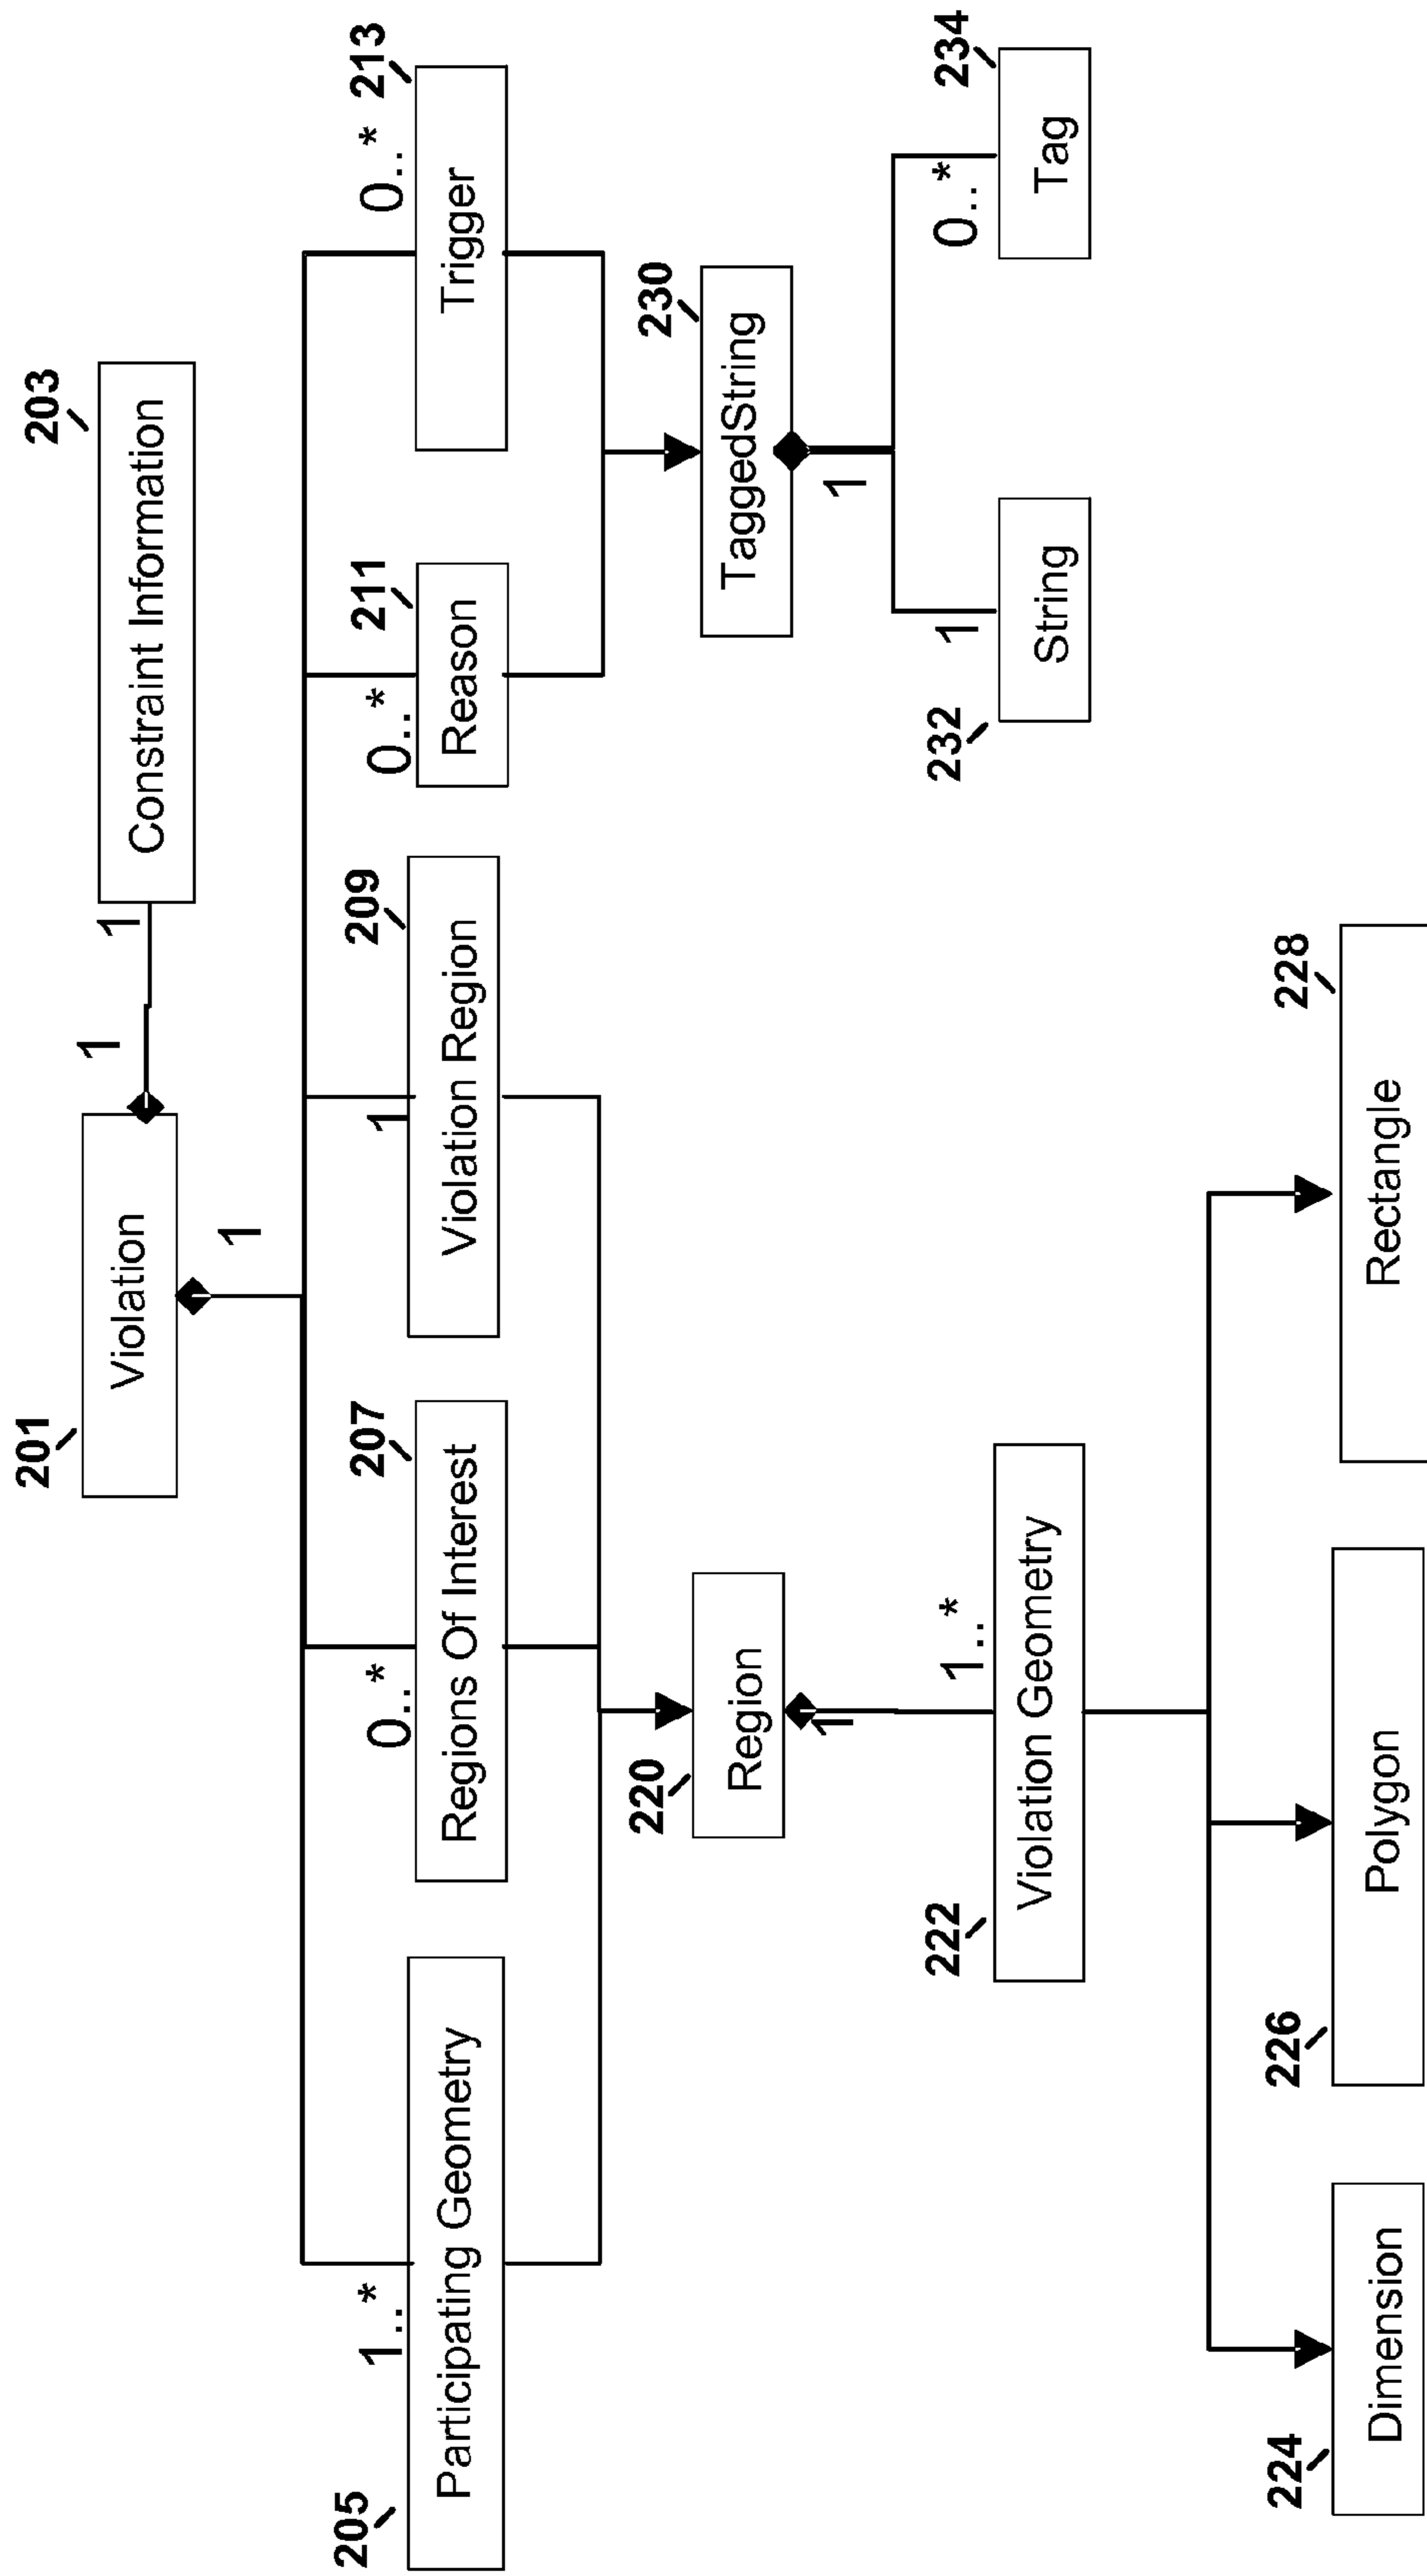 201
Violation
1
1
203
Constraint Information
1
205
1..*
Participating Geometry
207
0..*
Regions Of Interest
209
1
Violation Region
211
0..*
Reason
213
0..*
Trigger
220
Region
1
230
TaggedString
1
222
1..*
Violation Geometry
232
1
String
234
0..*
Tag
224
Dimension
226
Polygon
228
Rectangle